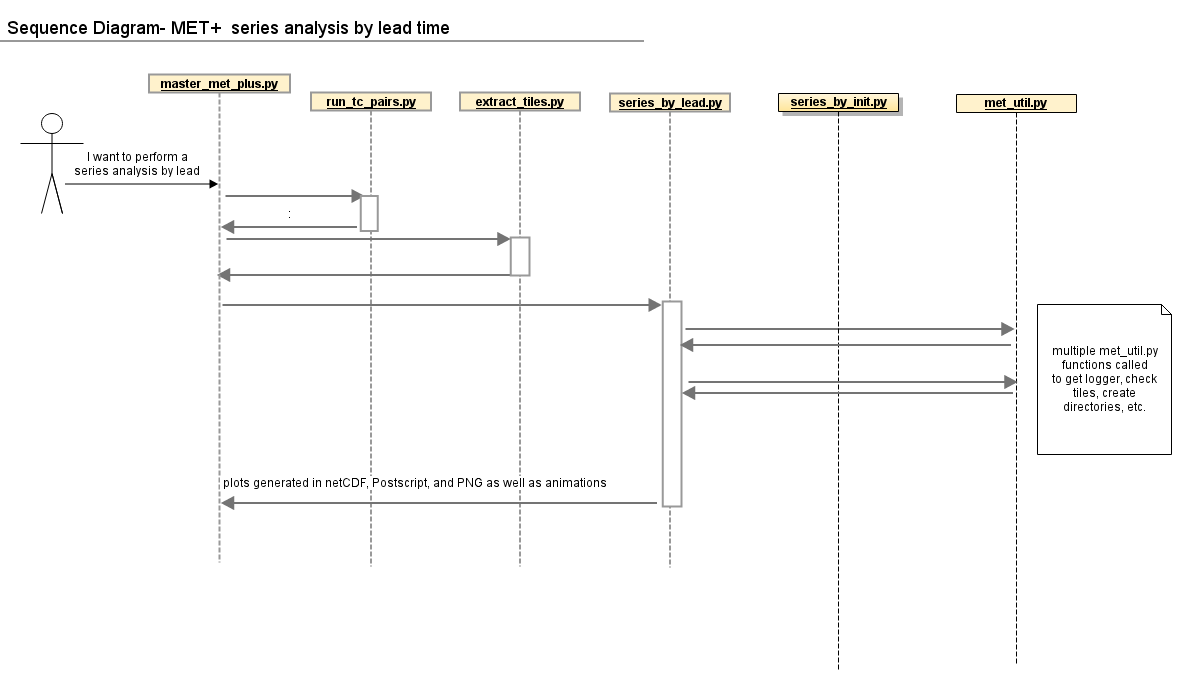 Sequence Diagram- MET+ series analysis by lead time
master_met_plus.py
run_tc_pairs.py
extract_tiles.py
series_by_lead.py
series_by_init.py
met_util.py
I want to perform a
series analysis by lead
:
multiple met_util.py
functions called
to get logger, check
tiles, create
directories, etc.
plots generated in netCDF, Postscript, and PNG as well as animations